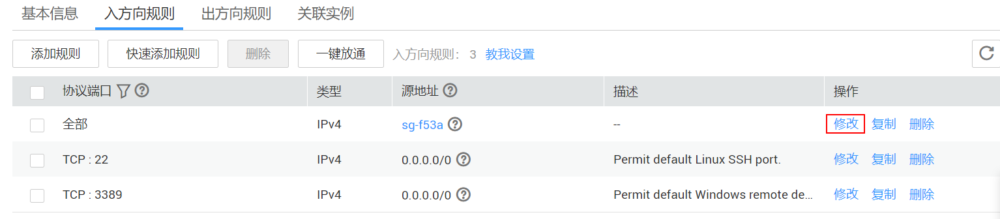 基本信息 入方向规则 出方向规则 关联实例
添加规则 快速添加规则 删除 一键放通 入方向规则： 3 教我设置
协议端口 类型 源地址 描述 操作
全部 IPv4 sg-f53a -- 修改 复制 删除
TCP : 22 IPv4 0.0.0.0/0 Permit default Linux SSH port. 修改 复制 删除
TCP : 3389 IPv4 0.0.0.0/0 Permit default Windows remote de... 修改 复制 删除